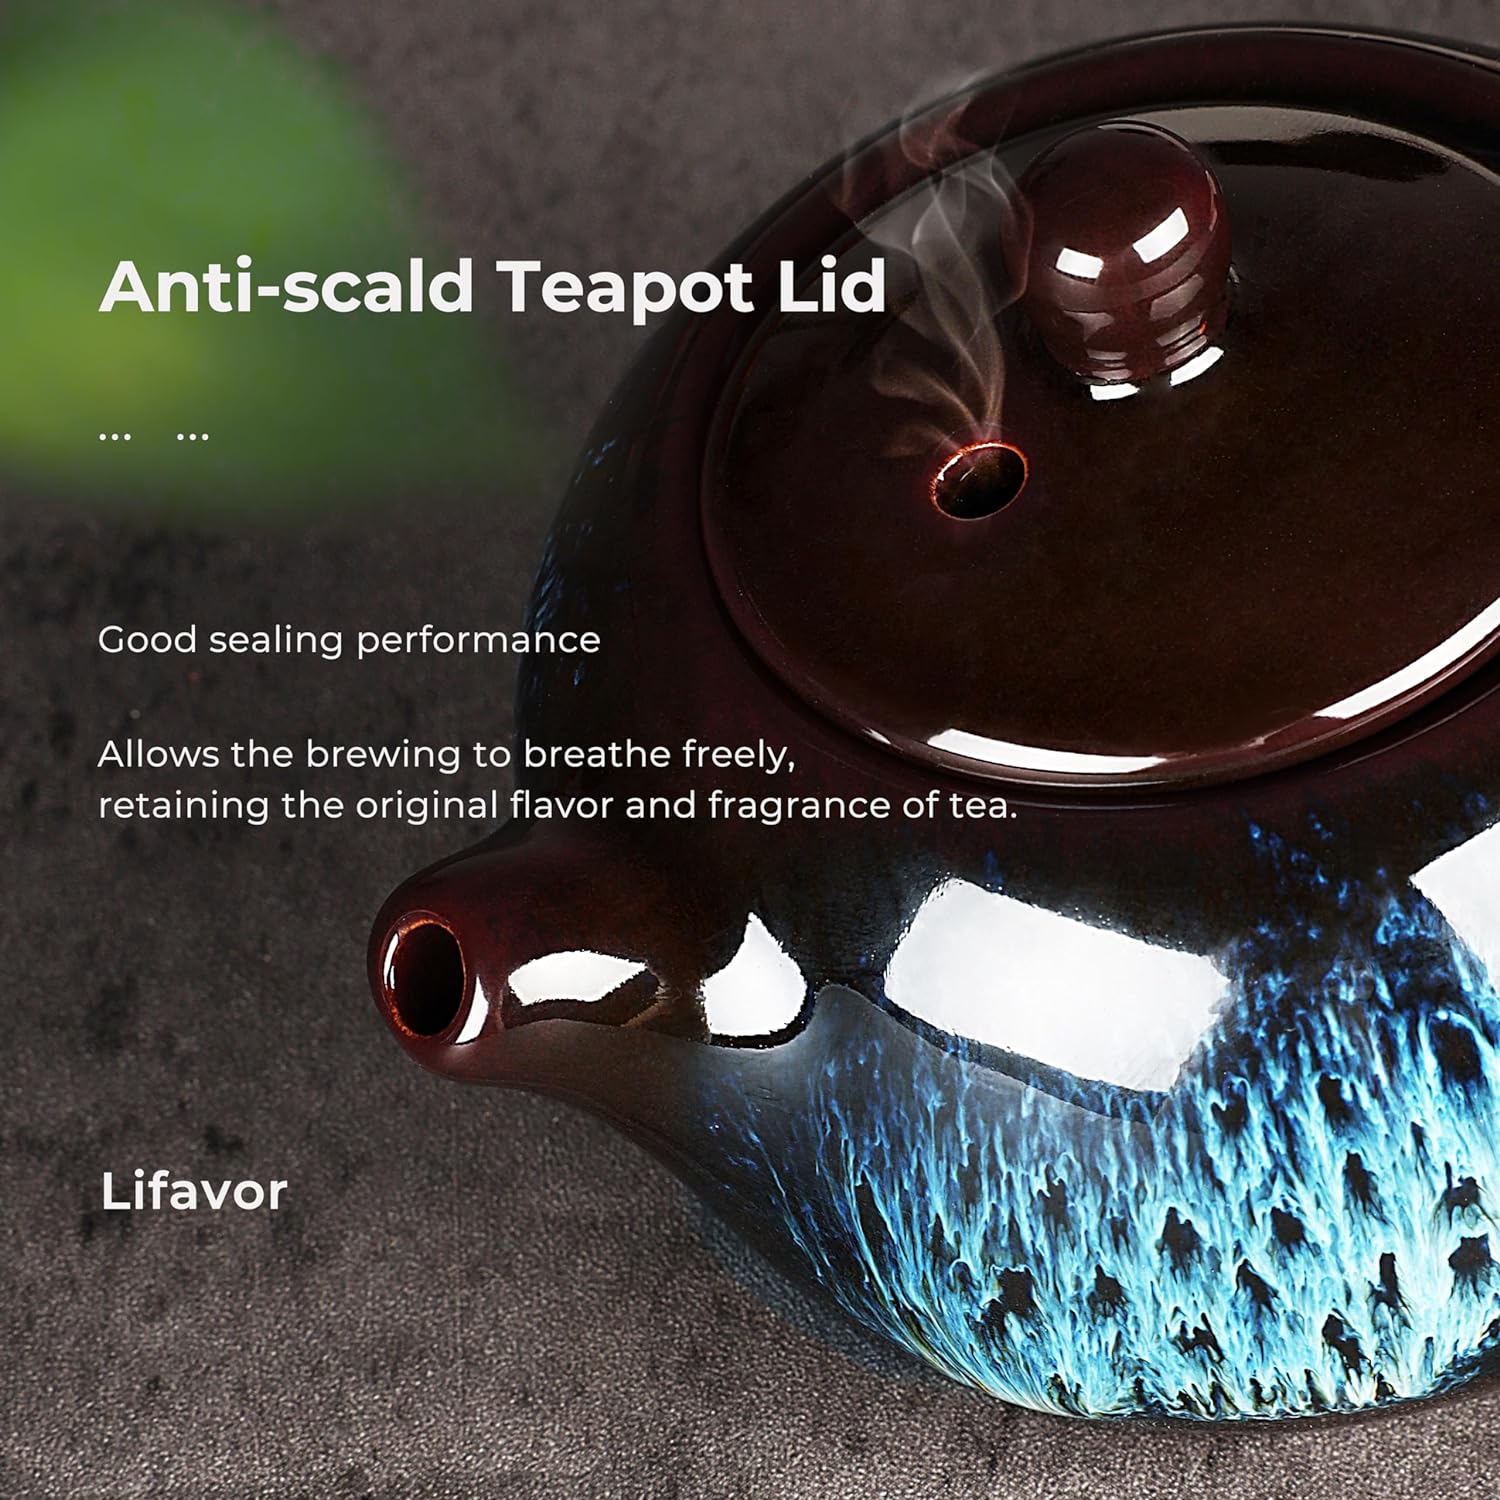 Anti-scald Teapot Lid
... ...
Good sealing performance
Allows the brewing to breathe freely,
retaining the original flavor and fragrance of tea.
Lifavor